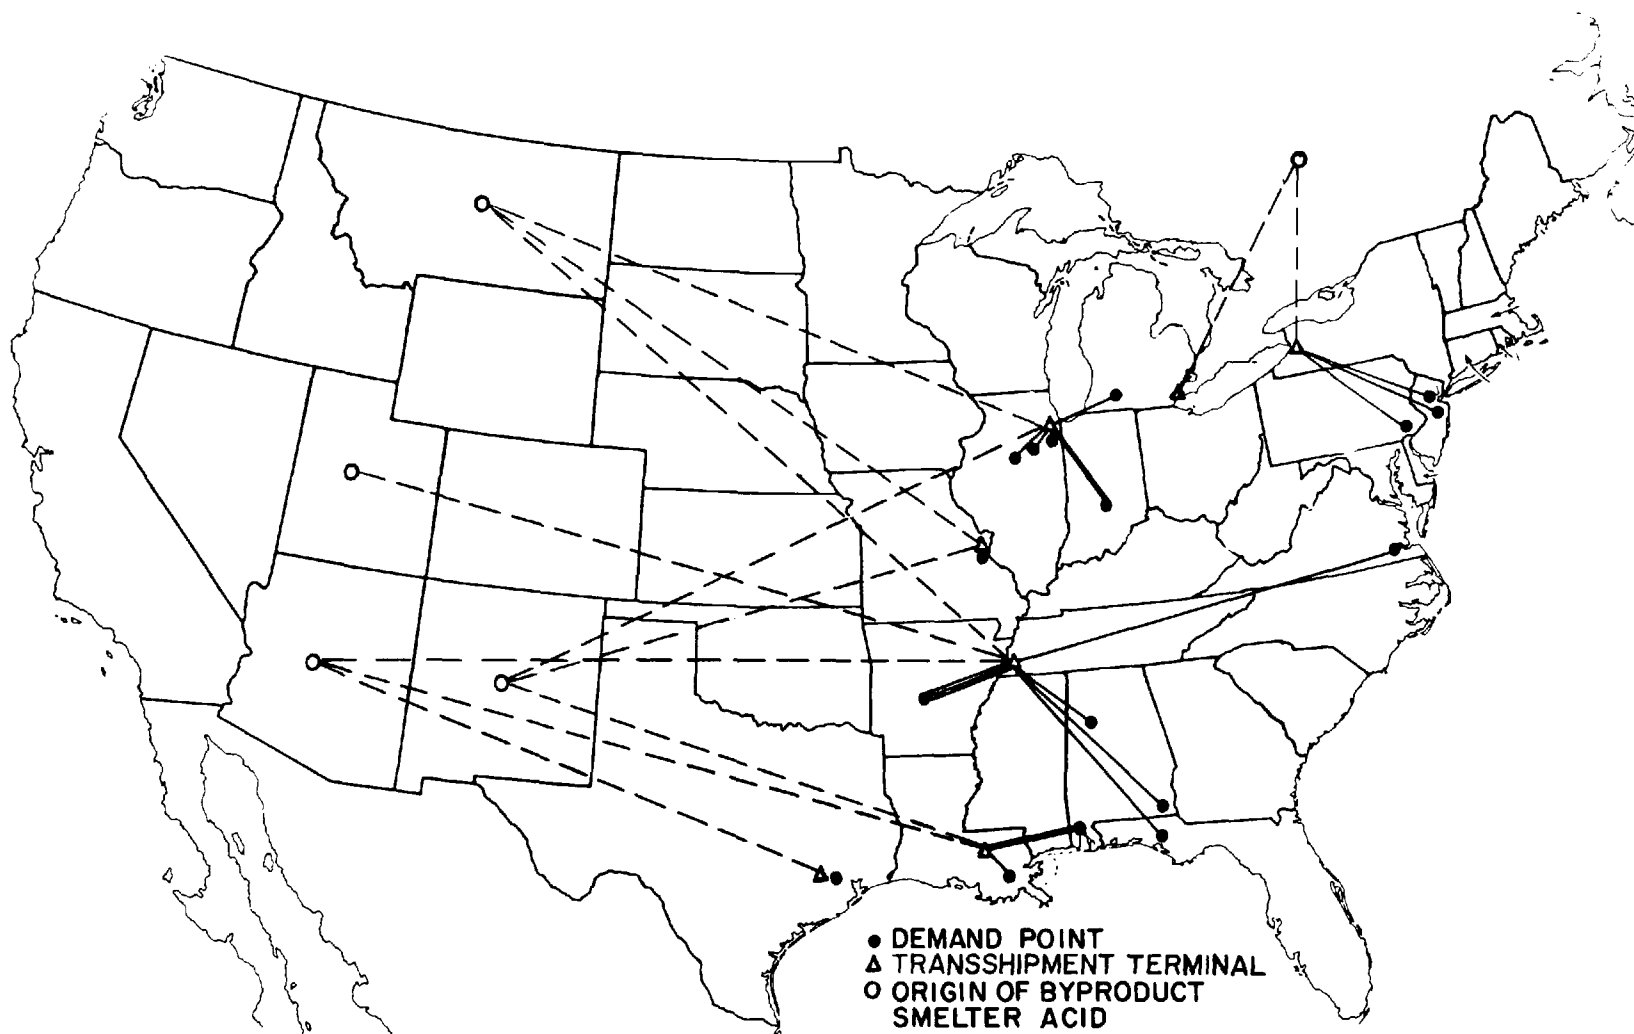 DEMAND POINT
TRANSSHIPMENT TERMINAL
ORIGIN OF BYPRODUCT
SMELTER ACID